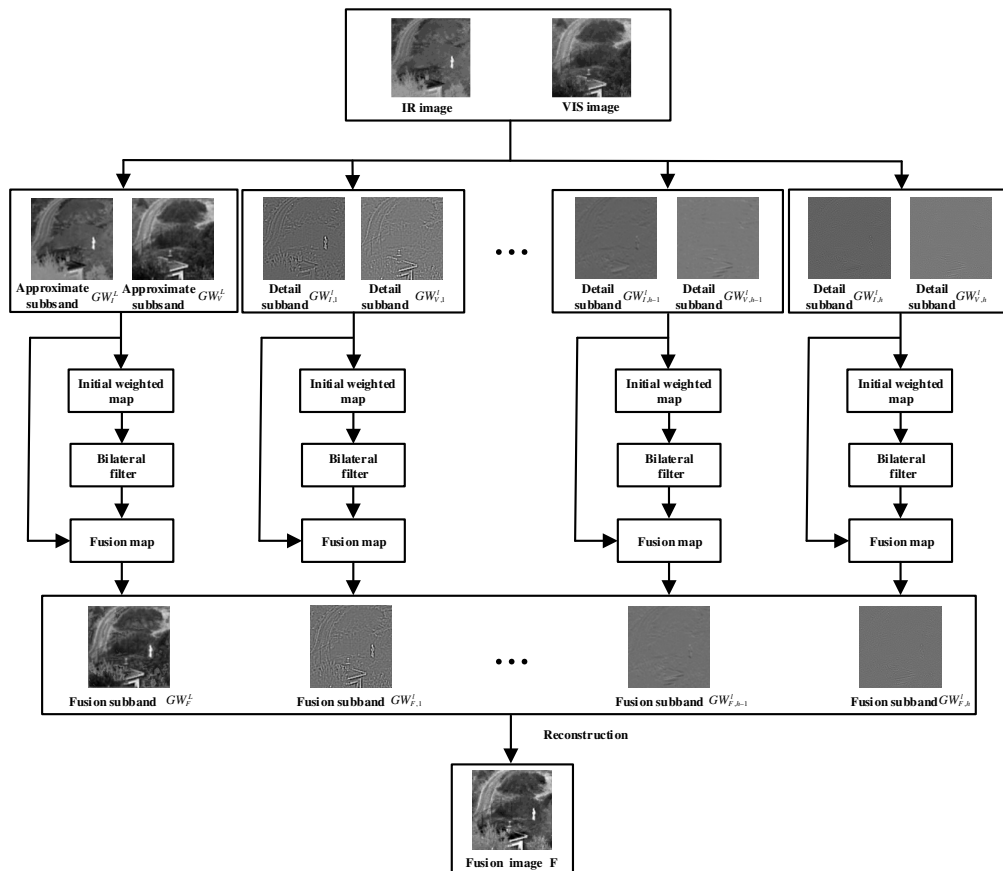 IR image
VIS image
Approximate subbsand GW_I^L
Approximate subbsand GW_V^L
Detail subband GW_{I,1}^l
Detail subband GW_{V,1}^l
...
Detail subband GW_{I,h-1}^l
Detail subband GW_{V,h-1}^l
Detail subband GW_{I,h}^l
Detail subband GW_{V,h}^l
Initial weighted map
Initial weighted map
Initial weighted map
Initial weighted map
Bilateral filter
Bilateral filter
Bilateral filter
Bilateral filter
Fusion map
Fusion map
Fusion map
Fusion map
Fusion subband GW_F^L
Fusion subband GW_{F,1}^l
...
Fusion subband GW_{F,h-1}^l
Fusion subband GW_{F,h}^l
Reconstruction
Fusion image F